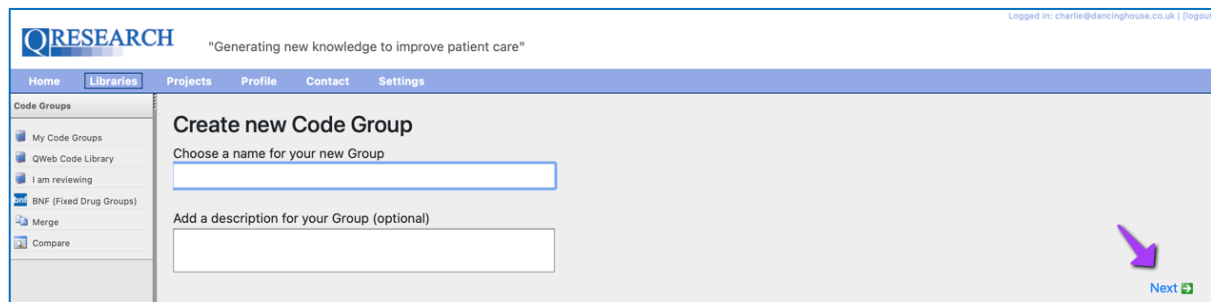 Logged in: charlie@dancinghouse.co.uk | [logout
QRESEARCH
"Generating new knowledge to improve patient care"
Home Libraries Projects Profile Contact Settings
Code Groups
My Code Groups
QWeb Code Library
I am reviewing
bnf BNF (Fixed Drug Groups)
Merge
Compare
Create new Code Group
Choose a name for your new Group
Add a description for your Group (optional)
Next